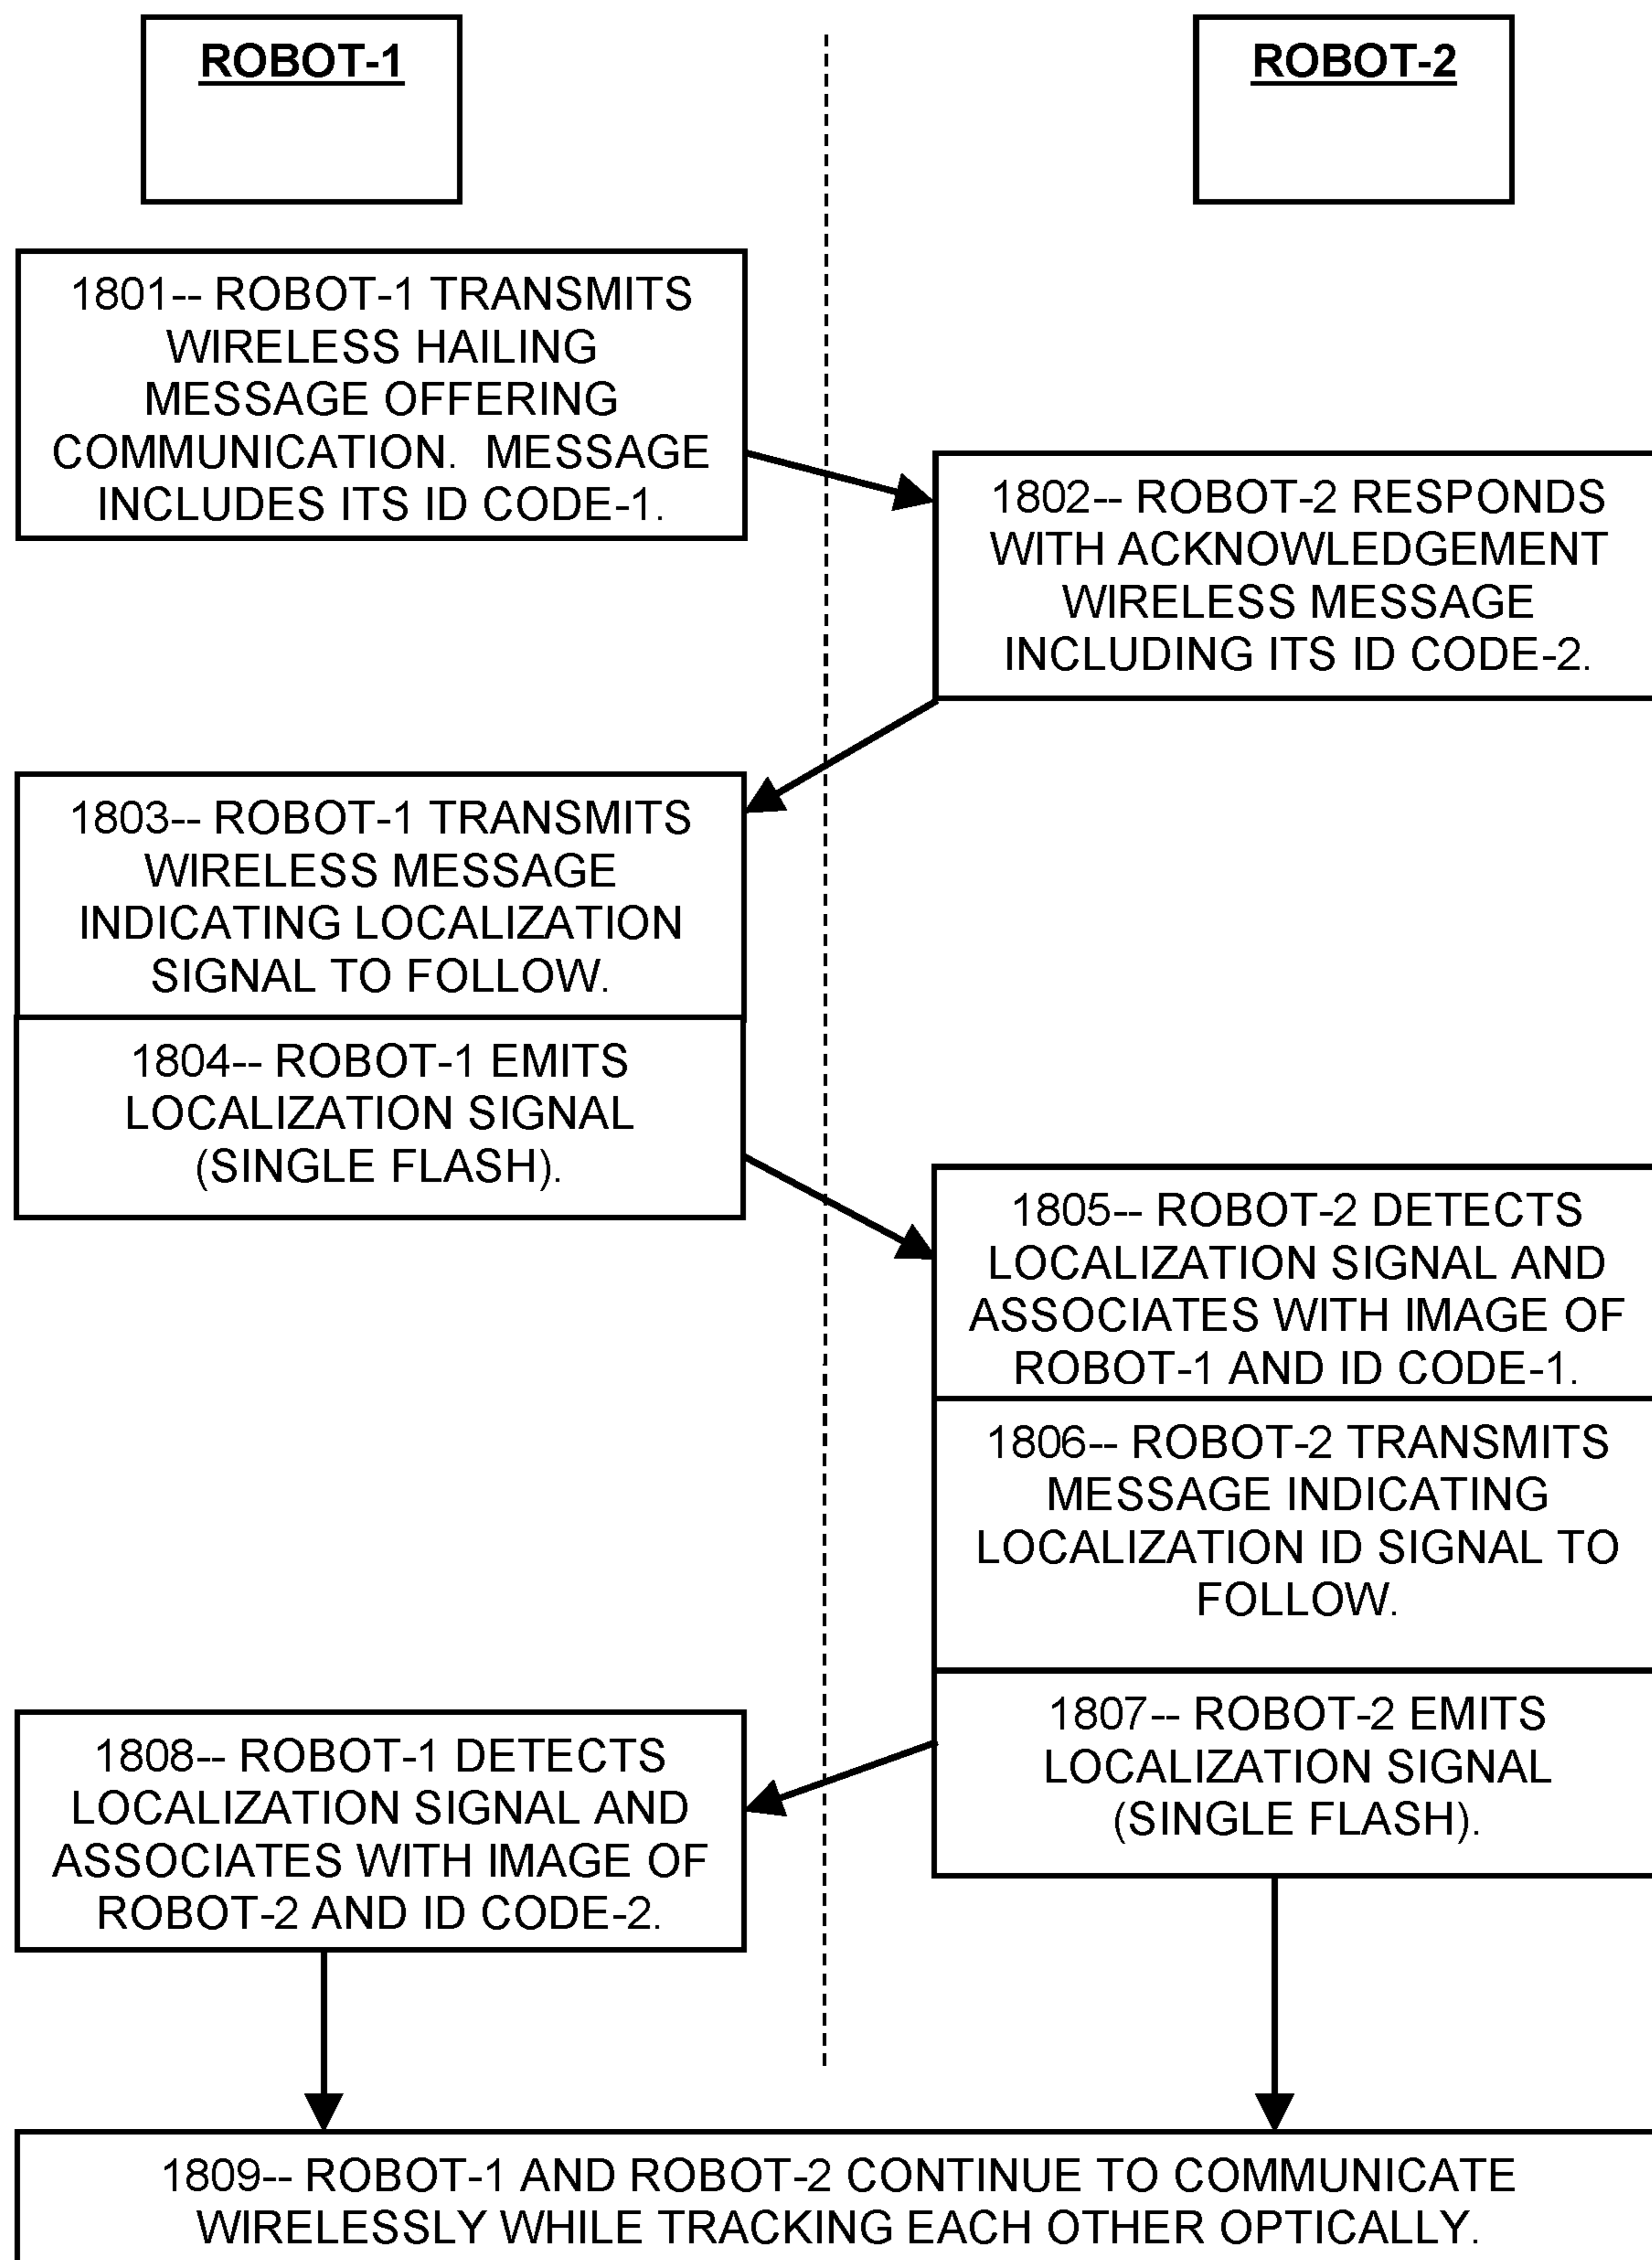 ROBOT-1
ROBOT-2
1801-- ROBOT-1 TRANSMITS
WIRELESS HAILING
MESSAGE OFFERING
COMMUNICATION.  MESSAGE
INCLUDES ITS ID CODE-1.
1802-- ROBOT-2 RESPONDS
WITH ACKNOWLEDGEMENT
WIRELESS MESSAGE
INCLUDING ITS ID CODE-2.
1803-- ROBOT-1 TRANSMITS
WIRELESS MESSAGE
INDICATING LOCALIZATION
SIGNAL TO FOLLOW.
1804-- ROBOT-1 EMITS
LOCALIZATION SIGNAL
(SINGLE FLASH).
1805-- ROBOT-2 DETECTS
LOCALIZATION SIGNAL AND
ASSOCIATES WITH IMAGE OF
ROBOT-1 AND ID CODE-1.
1806-- ROBOT-2 TRANSMITS
MESSAGE INDICATING
LOCALIZATION ID SIGNAL TO
FOLLOW.
1807-- ROBOT-2 EMITS
LOCALIZATION SIGNAL
(SINGLE FLASH).
1808-- ROBOT-1 DETECTS
LOCALIZATION SIGNAL AND
ASSOCIATES WITH IMAGE OF
ROBOT-2 AND ID CODE-2.
1809-- ROBOT-1 AND ROBOT-2 CONTINUE TO COMMUNICATE
WIRELESSLY WHILE TRACKING EACH OTHER OPTICALLY.